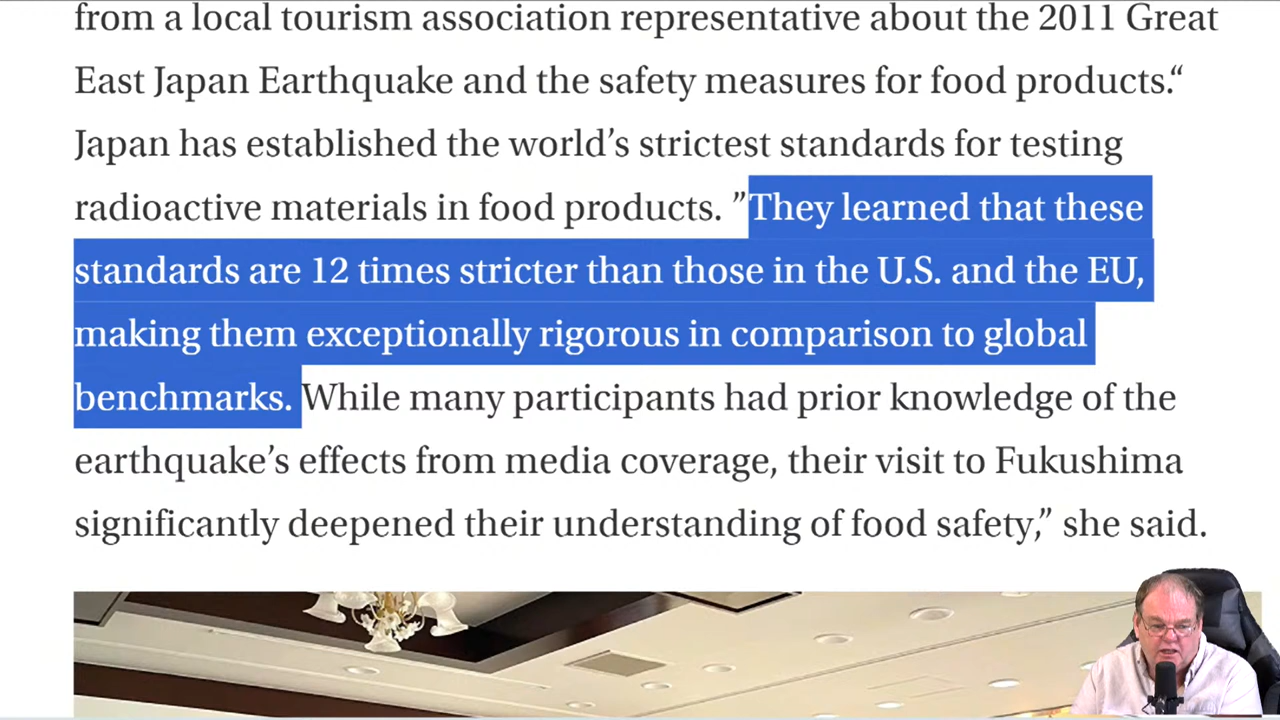 from a local tourism association representative about the 2011 Great
East Japan Earthquake and the safety measures for food products.“
Japan has established the world’s strictest standards for testing
radioactive materials in food products. ”They learned that these
standards are 12 times stricter than those in the U.S. and the EU,
making them exceptionally rigorous in comparison to global
benchmarks. While many participants had prior knowledge of the
earthquake’s effects from media coverage, their visit to Fukushima
significantly deepened their understanding of food safety,” she said.